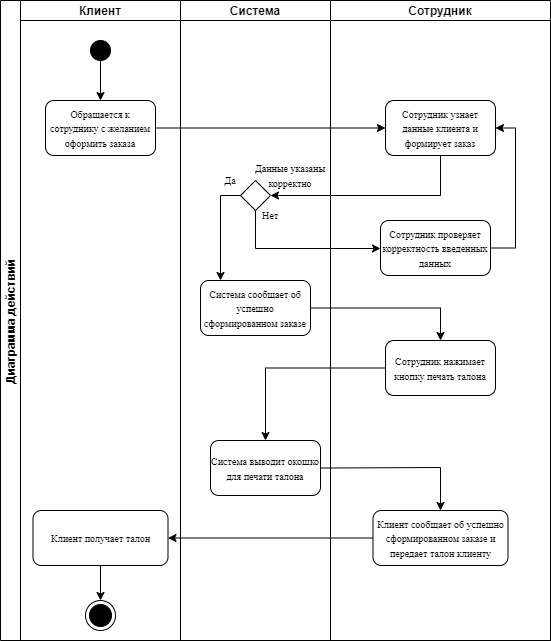 Клиент
Система
Сотрудник
Диаграмма действий
Обращается к
сотруднику с желанием
оформить заказа
Сотрудник узнает
данные клиента и
формирует заказ
Данные указаны
корректно
Да
Нет
Сотрудник проверяет
корректность введенных
данных
Система сообщает об
успешно
сформированном заказе
Сотрудник нажимает
кнопку печать талона
Система выводит окошко
для печати талона
Клиент сообщает об успешно
сформированном заказе и
передает талон клиенту
Клиент получает талон